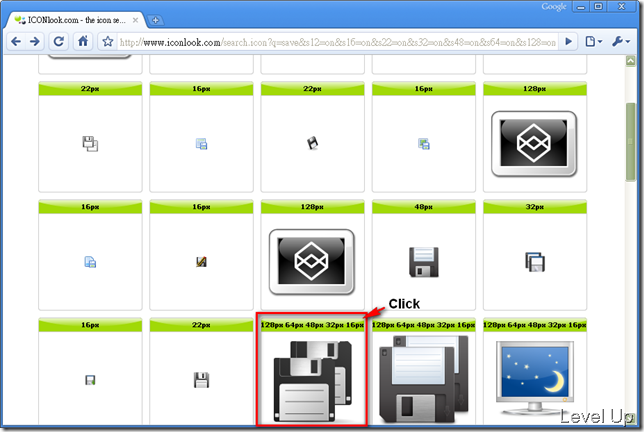 Google
ICONlook.com - the icon se...
http://www.iconlook.com/search.icon?q=save&s12=on&s16=on&s22=on&s32=on&s48=on&s64=on&s128=on
22px 16px 22px 16px 128px
16px 16px 128px 48px 32px
Click
16px 22px 128px 64px 48px 32px 16px 128px 64px 48px 32px 16px 128px 64px 48px 32px 16px
Level Up